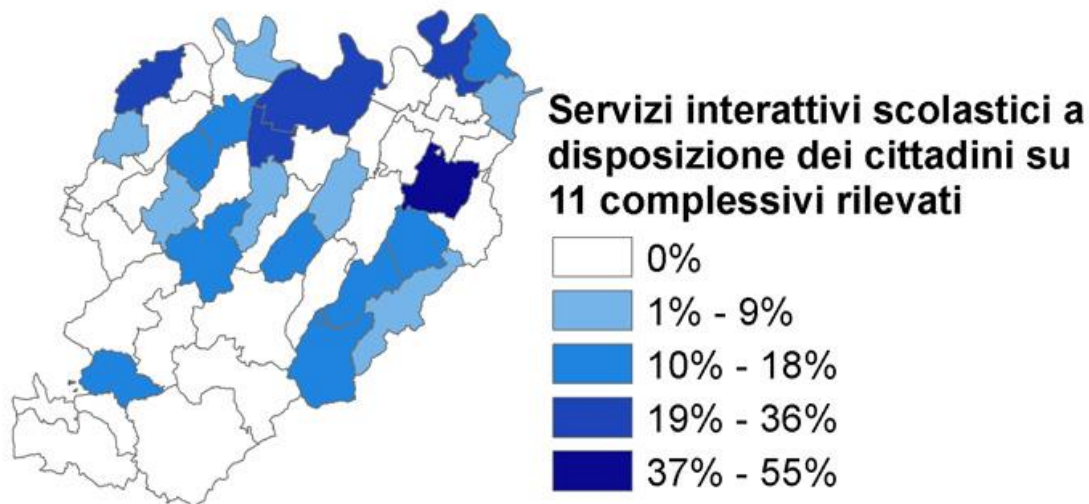 Servizi interattivi scolastici a
disposizione dei cittadini su
11 complessivi rilevati
0%
1% - 9%
10% - 18%
19% - 36%
37% - 55%